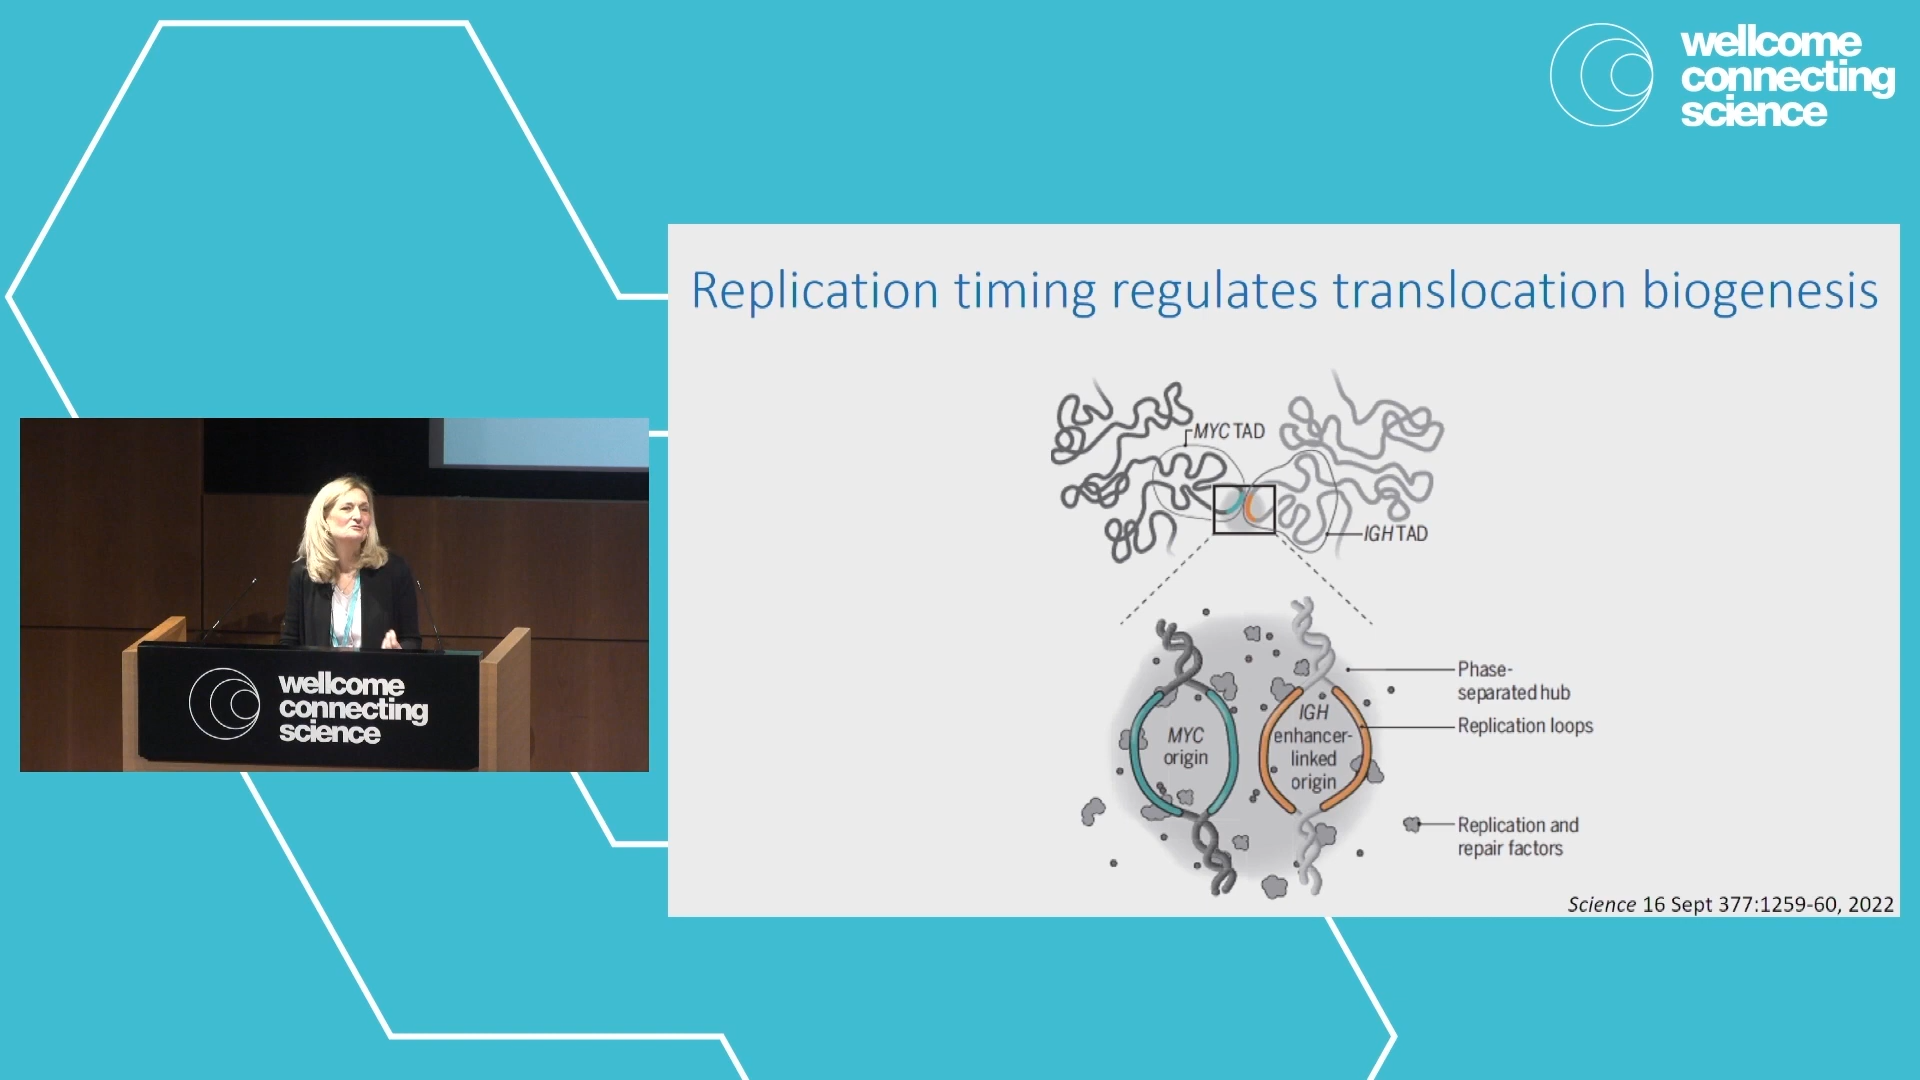 wellcome
connecting
science
Replication timing regulates translocation biogenesis
MYC TAD
IGH TAD
Phase-
separated hub
Replication loops
MYC
origin
IGH
enhancer-
linked
origin
Replication and
repair factors
Science 16 Sept 377:1259-60, 2022
wellcome
connecting
science